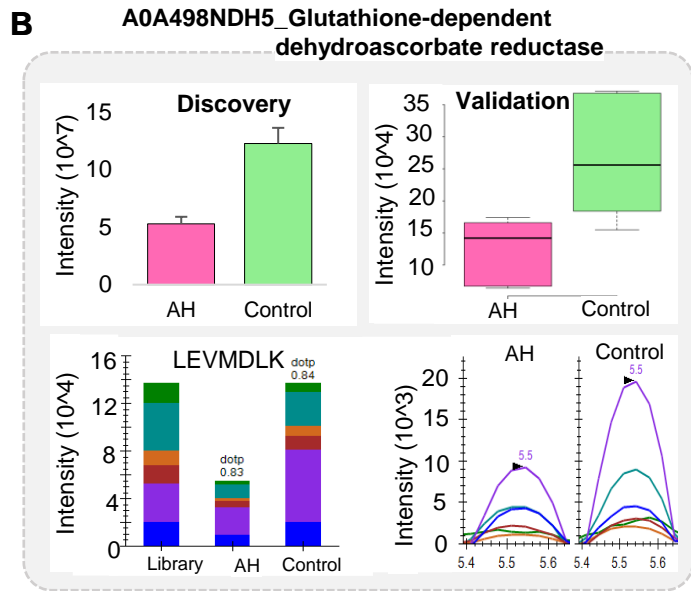 B
A0A498NDH5_Glutathione-dependent
dehydroascorbate reductase
Discovery
Intensity (10^7)
15
10
5
0
AH
Control
Validation
Intensity (10^4)
35
30
25
20
15
10
AH
Control
LEVMDLK
Intensity (10^4)
16
12
8
4
0
dotp
0.83
dotp
0.84
Library
AH
Control
AH
Control
Intensity (10^3)
20
15
10
5
0
5.5
5.5
5.4
5.5
5.6
5.4
5.5
5.6